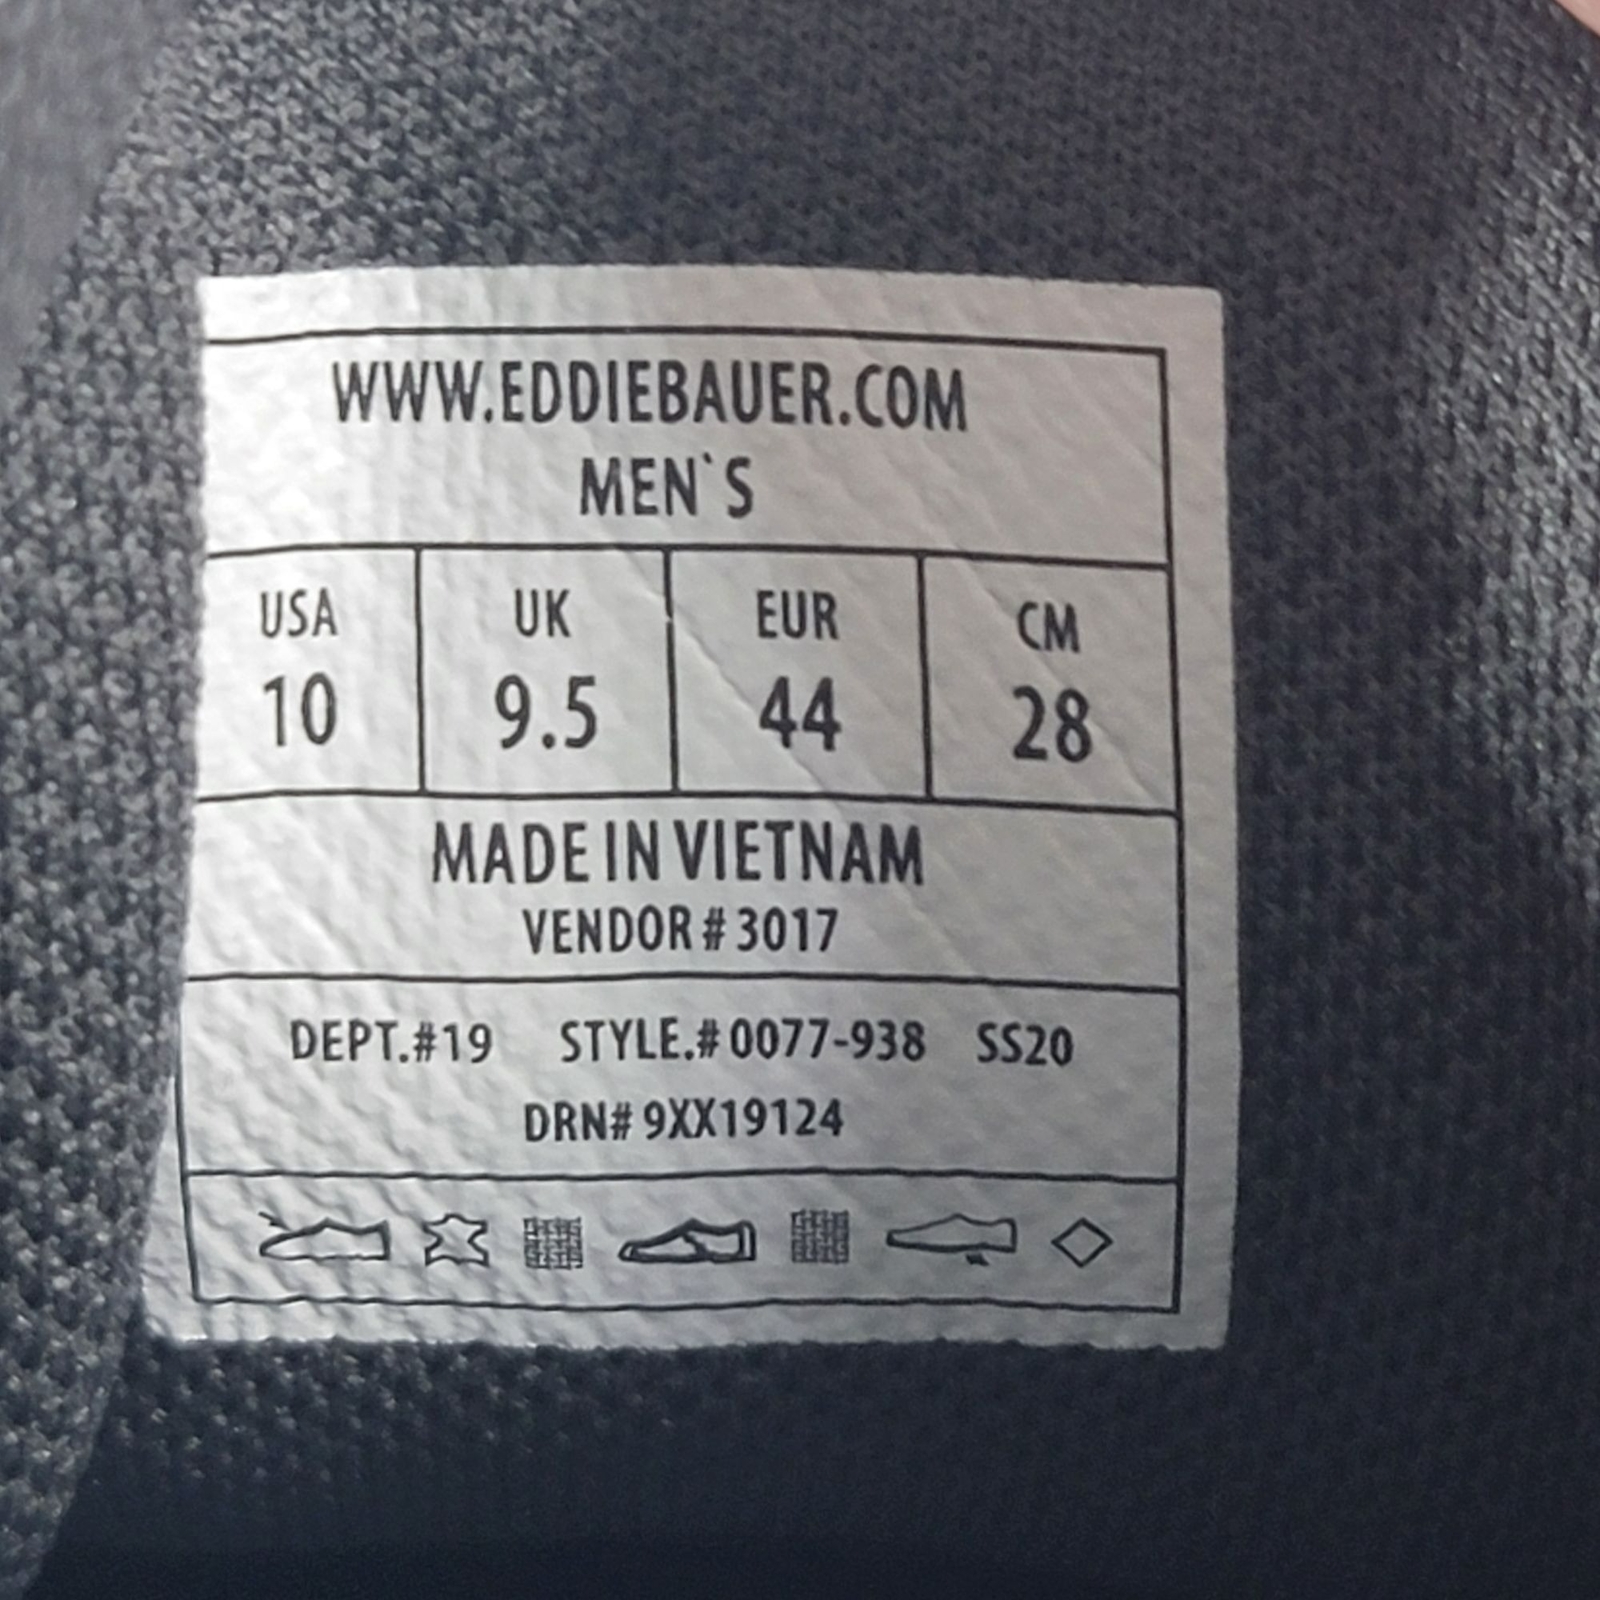 WWW.EDDIEBAUER.COM
MEN`S
USA UK EUR CM
10 9.5 44 28
MADE IN VIETNAM
VENDOR # 3017
DEPT.#19 STYLE.# 0077-938 SS20
DRN# 9XX19124